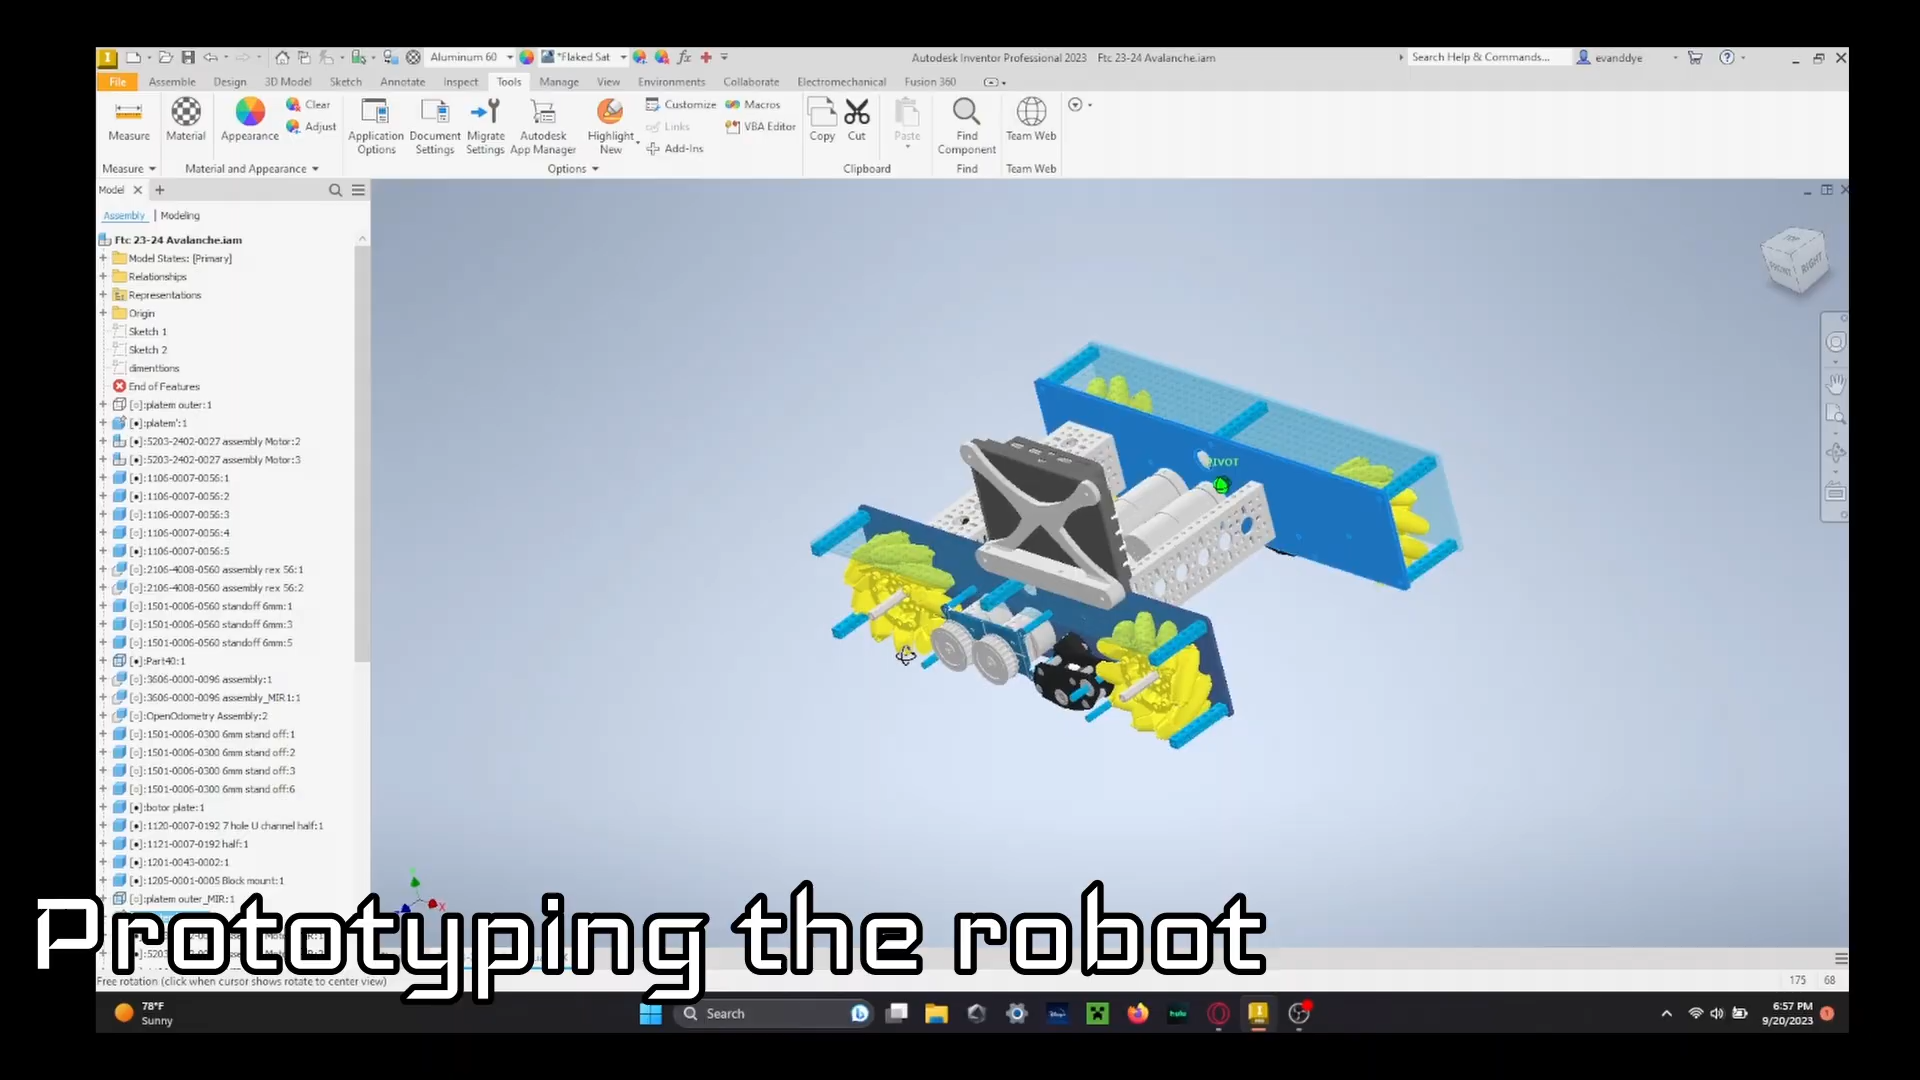 Aluminum 60
*Flaked Sat
Autodesk Inventor Professional 2023 Ftc 23-24 Avalanche.iam
Search Help & Commands...
evanddye
File Assemble Design 3D Model Sketch Annotate Inspect Tools Manage View Environments Collaborate Electromechanical Fusion 360
Measure
Material
Appearance
Clear
Adjust
Application Options
Document Settings
Migrate Settings
Autodesk App Manager
Highlight New
Customize
Links
Add-Ins
Macros
VBA Editor
Copy
Cut
Paste
Find Component
Team Web
Measure
Material and Appearance
Options
Clipboard
Find
Team Web
Model
Assembly | Modeling
Ftc 23-24 Avalanche.iam
Model States: [Primary]
Relationships
Representations
Origin
Sketch 1
Sketch 2
dimenttions
End of Features
[o]:platem outer:1
[●]:platem':1
[●]:5203-2402-0027 assembly Motor:2
[●]:5203-2402-0027 assembly Motor:3
[●]:1106-0007-0056:1
[●]:1106-0007-0056:2
[●]:1106-0007-0056:3
[o]:1106-0007-0056:4
[●]:1106-0007-0056:5
[o]:2106-4008-0560 assembly rex 56:1
[o]:2106-4008-0560 assembly rex 56:2
[o]:1501-0006-0560 standoff 6mm:1
[o]:1501-0006-0560 standoff 6mm:3
[o]:1501-0006-0560 standoff 6mm:5
[●]:Part40:1
[o]:3606-0000-0096 assembly:1
[o]:3606-0000-0096 assembly_MIR1:1
[o]:OpenOdometry Assembly:2
[o]:1501-0006-0300 6mm stand off:1
[o]:1501-0006-0300 6mm stand off:2
[o]:1501-0006-0300 6mm stand off:3
[o]:1501-0006-0300 6mm stand off:6
[●]:botor plate:1
[●]:1120-0007-0192 7 hole U channel half:1
[●]:1121-0007-0192 half:1
[●]:1201-0043-0002:1
[●]:1205-0001-0005 Block mount:1
[o]:platem outer_MIR:1
TOP
FRONT
RIGHT
PIVOT
X
Prototyping the robot
Free rotation (click when cursor shows rotate to center view)
175 68
78°F
Sunny
Search
hulu
6:57 PM
9/20/2023
1